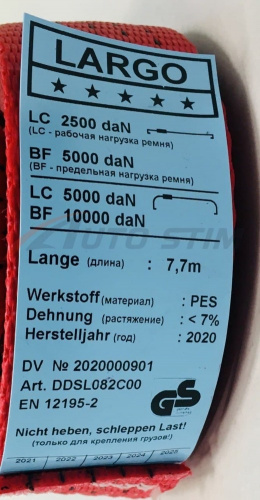 LARGO
★ ★ ★ ★ ★
LC 2500 daN
(LC - рабочая нагрузка ремня)
BF 5000 daN
(BF - предельная нагрузка ремня)
LC 5000 daN
BF 10000 daN
AUTO STIM
Lange (длина) : 7,7m
Werkstoff (материал) : PES
Dehnung (растяжение) : < 7%
Herstelljahr (год) : 2020
DV № 2020000901
Art. DDSL082C00
EN 12195-2
GS
Nicht heben, schleppen Last!
(только для крепления грузов!)
2021 2022 2023 2024 2025